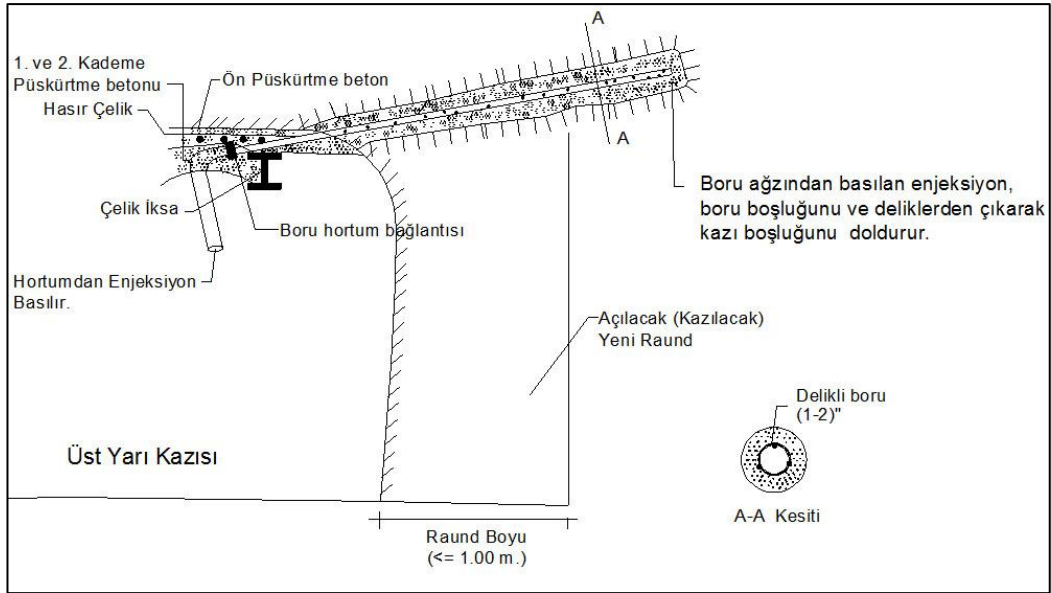 A
1. ve 2. Kademe
Püskürtme betonu
Ön Püskürtme beton
Hasır Çelik
A
Boru ağzından basılan enjeksiyon,
boru boşluğunu ve deliklerden çıkarak
kazı boşluğunu doldurur.
Çelik İksa
Boru hortum bağlantısı
Hortumdan Enjeksiyon
Basılır.
Açılacak (Kazılacak)
Yeni Raund
Delikli boru
(1-2)"
Üst Yarı Kazısı
A-A Kesiti
Raund Boyu
(<= 1.00 m.)